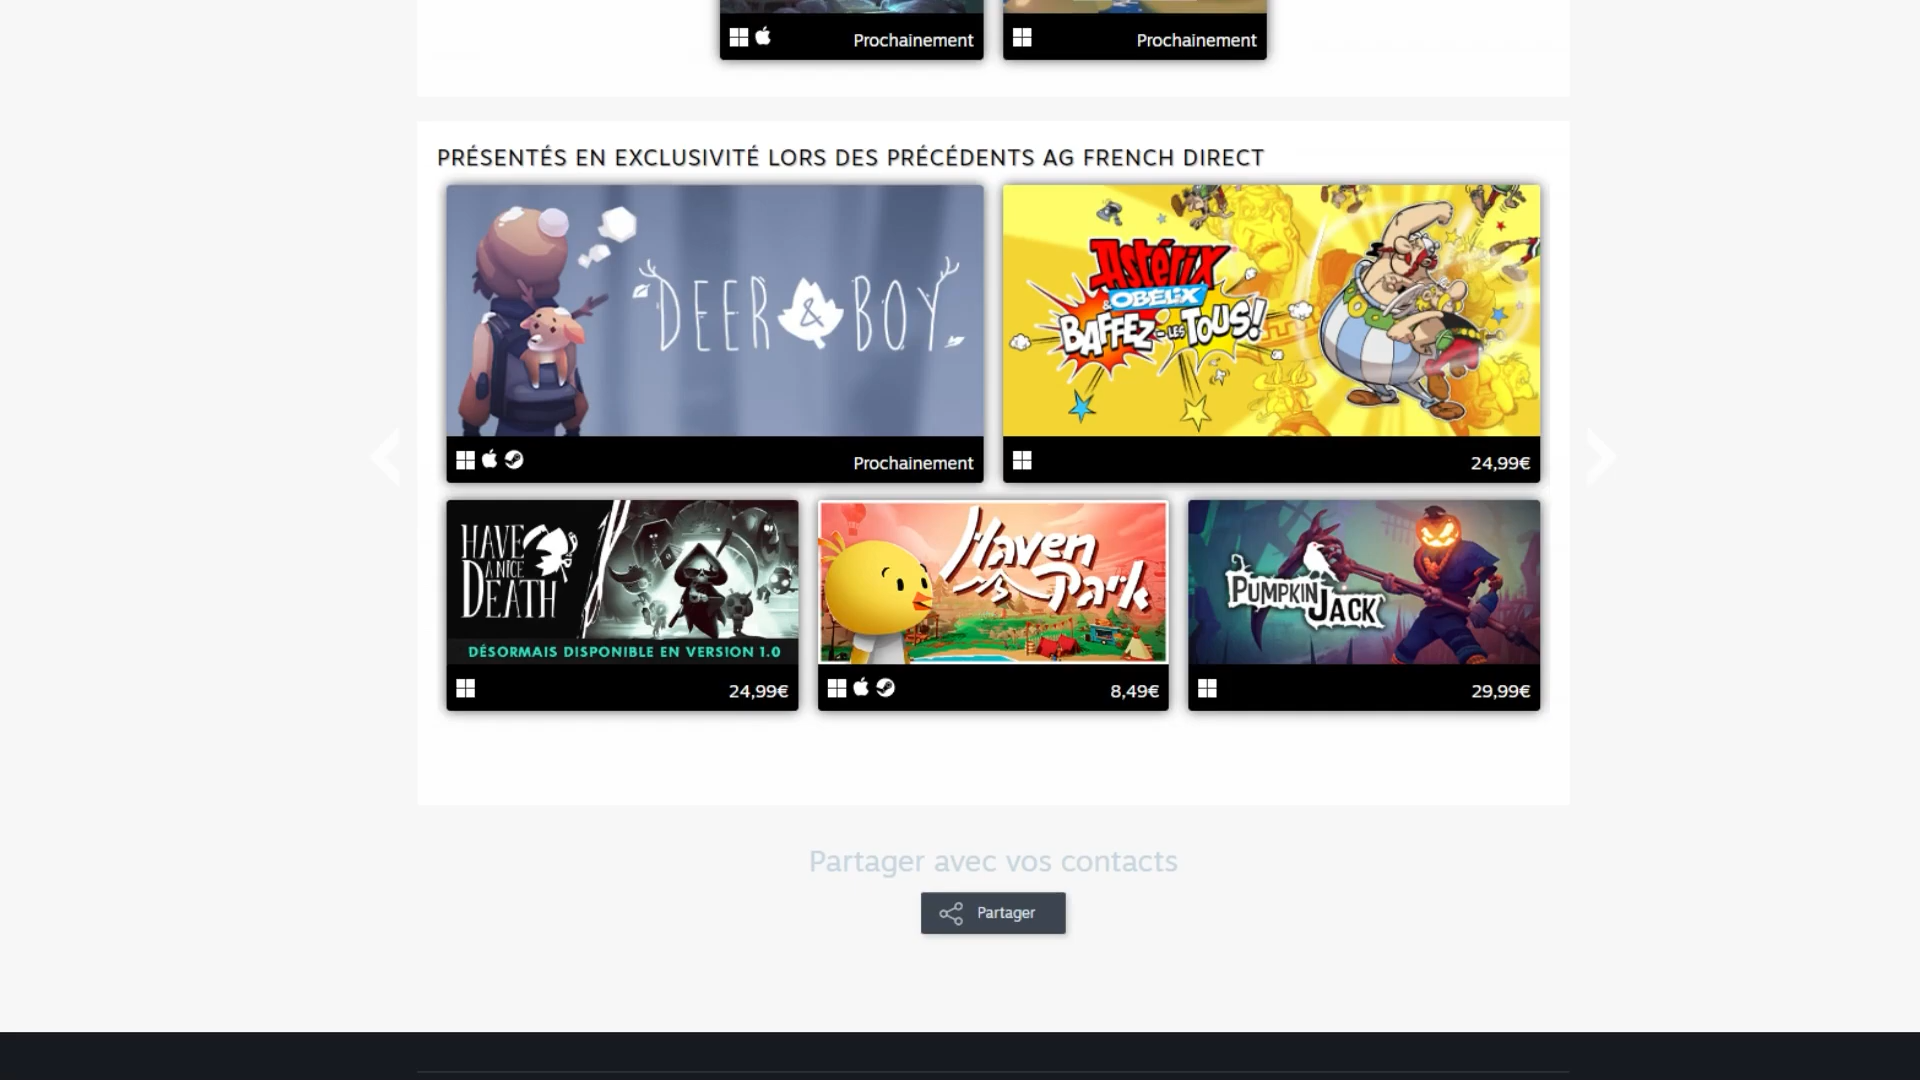 Prochainement
Prochainement
PRÉSENTÉS EN EXCLUSIVITÉ LORS DES PRÉCÉDENTS AG FRENCH DIRECT
DEER & BOY
Astérix
& OBÉLIX
BAFFEZ-LES TOUS!
Prochainement
24,99€
HAVE
A NICE
DEATH
DÉSORMAIS DISPONIBLE EN VERSION 1.0
Haven
Park
PUMPKIN
JACK
24,99€
8,49€
29,99€
Partager avec vos contacts
Partager